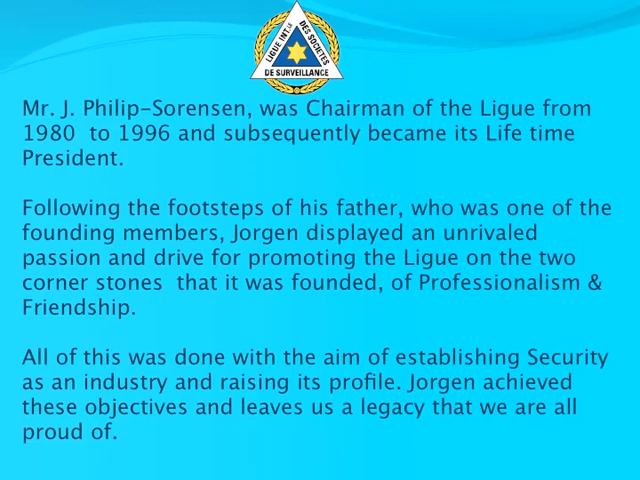 LIGUE INT.LE DES SOCIETES
DE SURVEILLANCE
Mr. J. Philip-Sorensen, was Chairman of the Ligue from
1980  to 1996 and subsequently became its Life time
President.
Following the footsteps of his father, who was one of the
founding members, Jorgen displayed an unrivaled
passion and drive for promoting the Ligue on the two
corner stones  that it was founded, of Professionalism &
Friendship.
All of this was done with the aim of establishing Security
as an industry and raising its profile. Jorgen achieved
these objectives and leaves us a legacy that we are all
proud of.